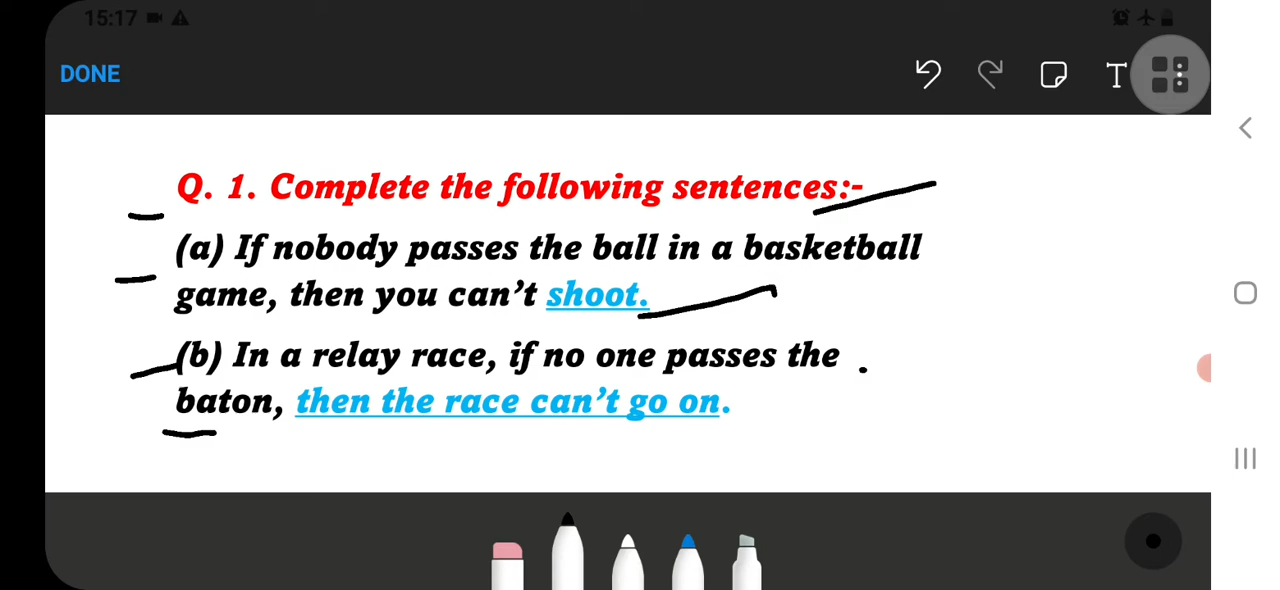 15:17
DONE
T
Q. 1. Complete the following sentences:-
(a) If nobody passes the ball in a basketball
game, then you can't shoot.
(b) In a relay race, if no one passes the
baton, then the race can't go on.